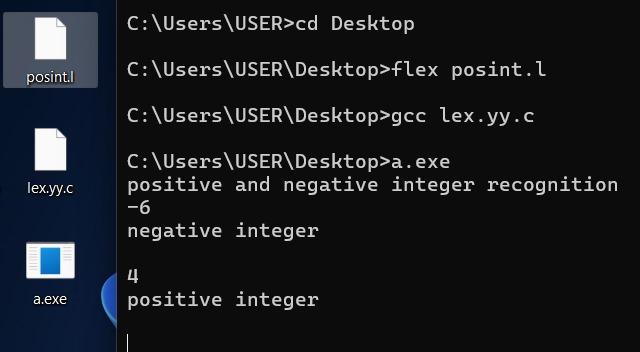 posint.l
lex.yy.c
a.exe
C:\Users\USER>cd Desktop
C:\Users\USER\Desktop>flex posint.l
C:\Users\USER\Desktop>gcc lex.yy.c
C:\Users\USER\Desktop>a.exe
positive and negative integer recognition
-6
negative integer
4
positive integer